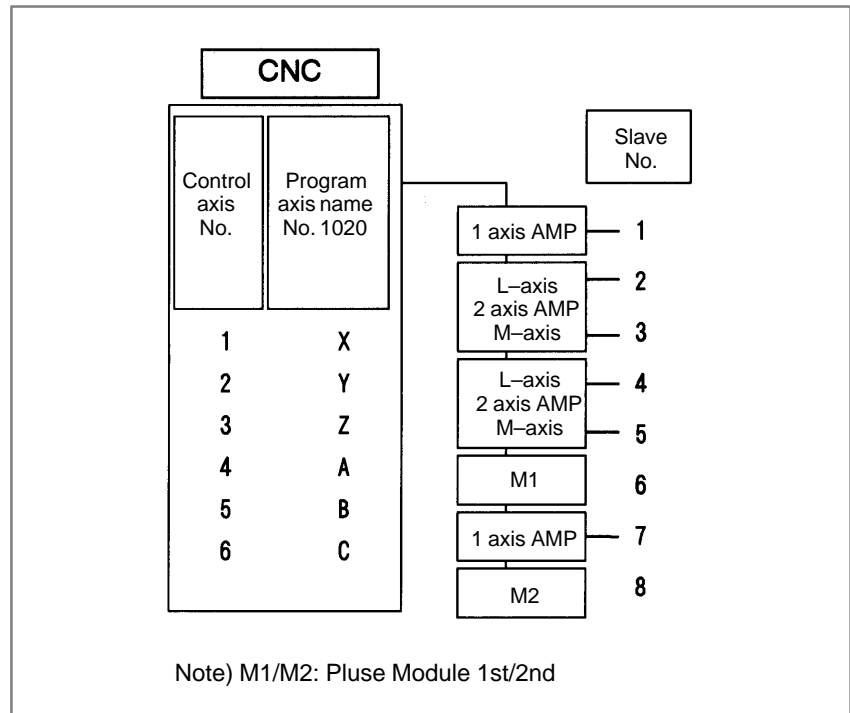 CNC
Control
axis
No.
Program
axis name
No. 1020
1 X
2 Y
3 Z
4 A
5 B
6 C
Slave
No.
1 axis AMP 1
L–axis 2
2 axis AMP
M–axis 3
L–axis 4
2 axis AMP
M–axis 5
M1 6
1 axis AMP 7
M2 8
Note) M1/M2: Pluse Module 1st/2nd